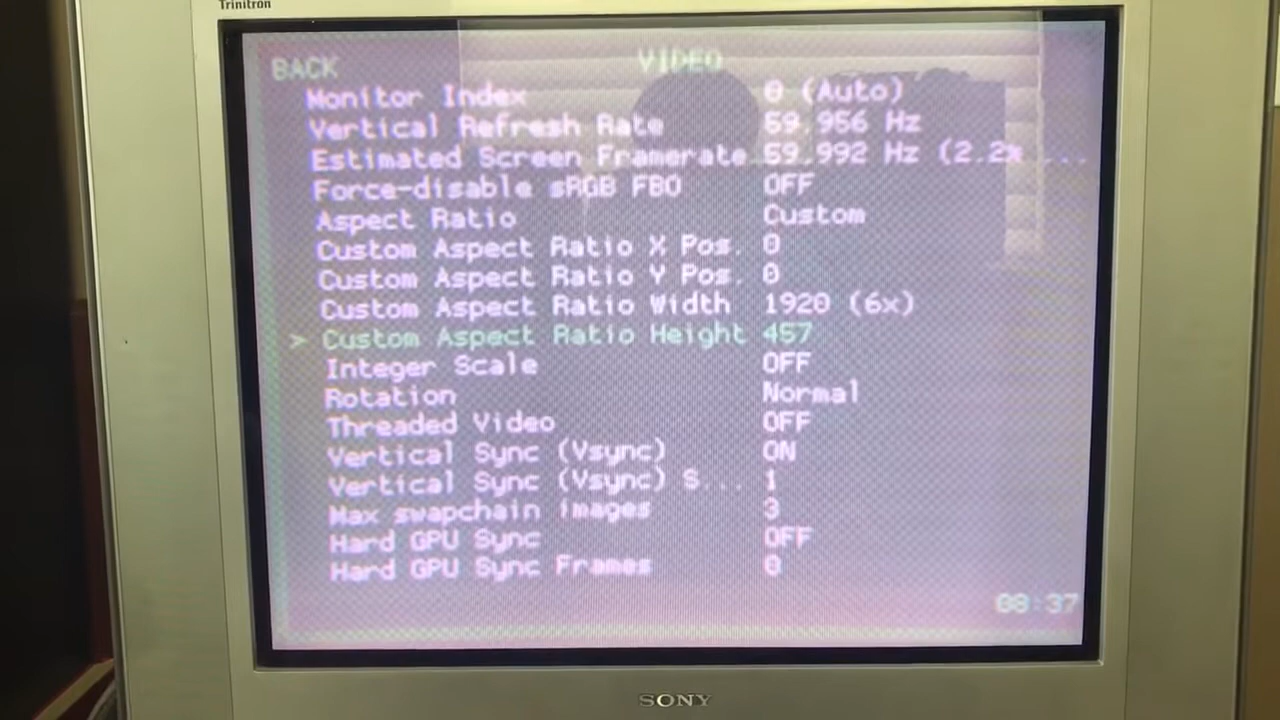 Trinitron
BACK VIDEO
Monitor Index 0 (Auto)
Vertical Refresh Rate 59.956 Hz
Estimated Screen Framerate 59.992 Hz (2.2% ...
Force-disable sRGB FBO OFF
Aspect Ratio Custom
Custom Aspect Ratio X Pos. 0
Custom Aspect Ratio Y Pos. 0
Custom Aspect Ratio Width 1920 (6x)
> Custom Aspect Ratio Height 457
Integer Scale OFF
Rotation Normal
Threaded Video OFF
Vertical Sync (Vsync) ON
Vertical Sync (Vsync) S... 1
Max swapchain images 3
Hard GPU Sync OFF
Hard GPU Sync Frames 0
08:37
SONY